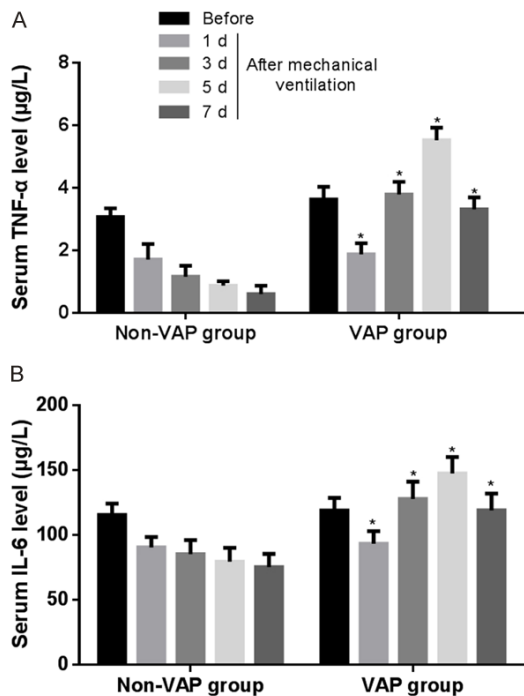 A
Before
1 d
3 d
5 d
7 d
After mechanical
ventilation
Serum TNF-α level (µg/L)
8
6
4
2
0
*
*
*
*
Non-VAP group
VAP group
B
Serum IL-6 level (µg/L)
200
150
100
50
0
*
*
*
*
Non-VAP group
VAP group